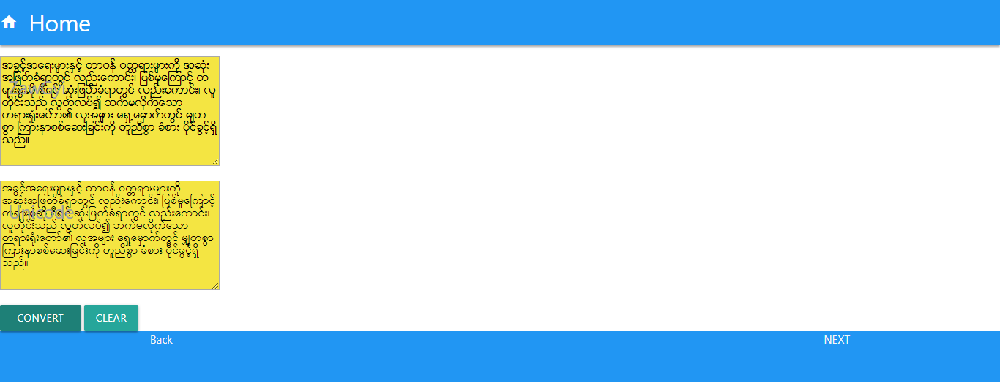 Home
အခွင့်အရေးများနှင့် တာဝန် ဝတ္တရားများကို အဆုံး
အဖြတ်ခံရာတွင် လည်းကောင်း၊ ပြစ်မှုကြောင့် တ
ZawGyi
ရားစွဲဆို စီရင် ဆုံးဖြတ်ခံရာတွင် လည်းကောင်း၊ လူ
တိုင်းသည် လွတ်လပ်၍ ဘက်မလိုက်သော
တရားရုံးတော်၏ လူအများ ရှေ့မှောက်တွင် မျှတ
စွာ ကြားနာစစ်ဆေးခြင်းကို တူညီစွာ ခံစား ပိုင်ခွင့်ရှိ
သည်။
အခွင့်အရေးများနှင့် တာဝန် ဝတ္တရားများကို
အဆုံးအဖြတ်ခံရာတွင် လည်းကောင်း၊ ပြစ်မှုကြောင့်
Unicode
တရားစွဲဆို စီရင် ဆုံးဖြတ်ခံရာတွင် လည်းကောင်း၊
လူတိုင်းသည် လွတ်လပ်၍ ဘက်မလိုက်သော
တရားရုံးတော်၏ လူအများ ရှေ့မှောက်တွင် မျှတစွာ
ကြားနာစစ်ဆေးခြင်းကို တူညီစွာ ခံစား ပိုင်ခွင့်ရှိ
သည်။
CONVERT CLEAR
Back NEXT